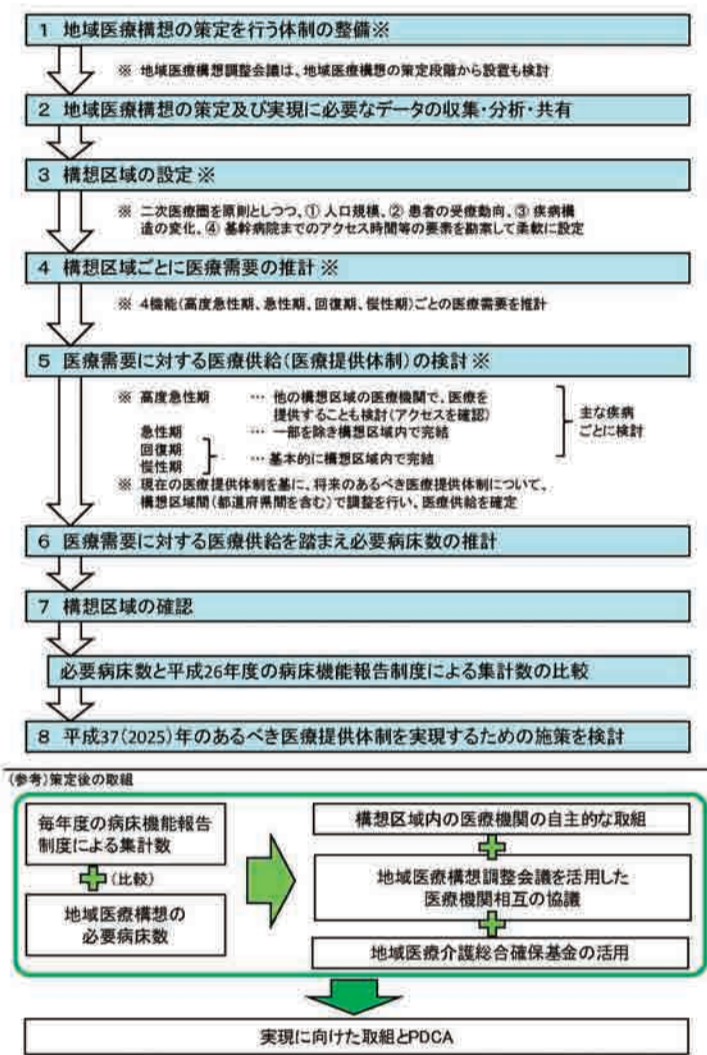 1 地域医療構想の策定を行う体制の整備※
※ 地域医療構想調整会議は、地域医療構想の策定段階から設置も検討
2 地域医療構想の策定及び実現に必要なデータの収集・分析・共有
3 構想区域の設定※
※ 二次医療圏を原則としつつ、① 人口規模、② 患者の受療動向、③ 疾病構
造の変化、④ 基幹病院までのアクセス時間等の要素を勘案して柔軟に設定
4 構想区域ごとに医療需要の推計※
※ 4機能(高度急性期、急性期、回復期、慢性期)ごとの医療需要を推計
5 医療需要に対する医療供給(医療提供体制)の検討※
※ 高度急性期 … 他の構想区域の医療機関で、医療を
提供することも検討(アクセスを確認)
急性期 … 一部を除き構想区域内で完結
回復期
慢性期 … 基本的に構想区域内で完結
主な疾病
ごとに検討
※ 現在の医療提供体制を基に、将来のあるべき医療提供体制について、
構想区域間(都道府県間を含む)で調整を行い、医療供給を確定
6 医療需要に対する医療供給を踏まえ必要病床数の推計
7 構想区域の確認
必要病床数と平成26年度の病床機能報告制度による集計数の比較
8 平成37(2025)年のあるべき医療提供体制を実現するための施策を検討
(参考)策定後の取組
毎年度の病床機能報告
制度による集計数
(比較)
地域医療構想の
必要病床数
構想区域内の医療機関の自主的な取組
地域医療構想調整会議を活用した
医療機関相互の協議
地域医療介護総合確保基金の活用
実現に向けた取組とPDCA